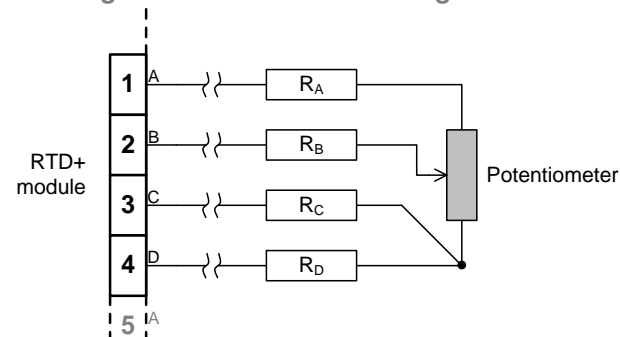 1 A R_A
2 B R_B
RTD+
module
Potentiometer
3 C R_C
4 D R_D
5 A